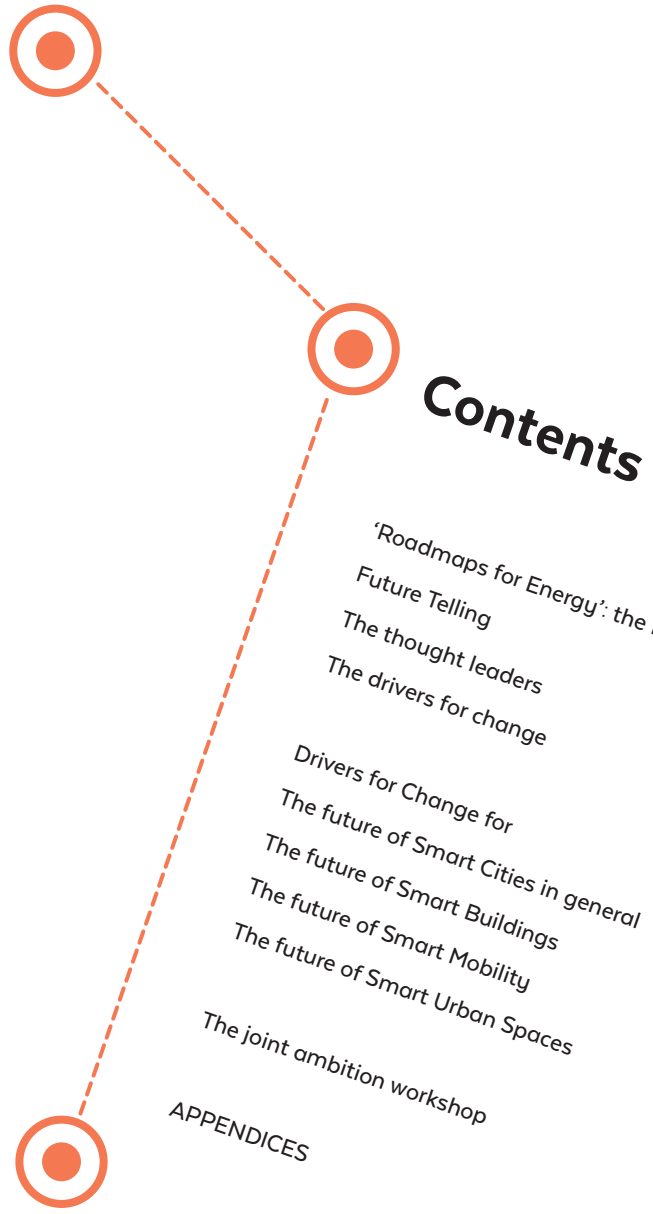 Contents
‘Roadmaps for Energy’: the
Future Telling
The thought leaders
The drivers for change
Drivers for Change for
The future of Smart Cities in general
The future of Smart Buildings
The future of Smart Mobility
The future of Smart Urban Spaces
The joint ambition workshop
APPENDICES